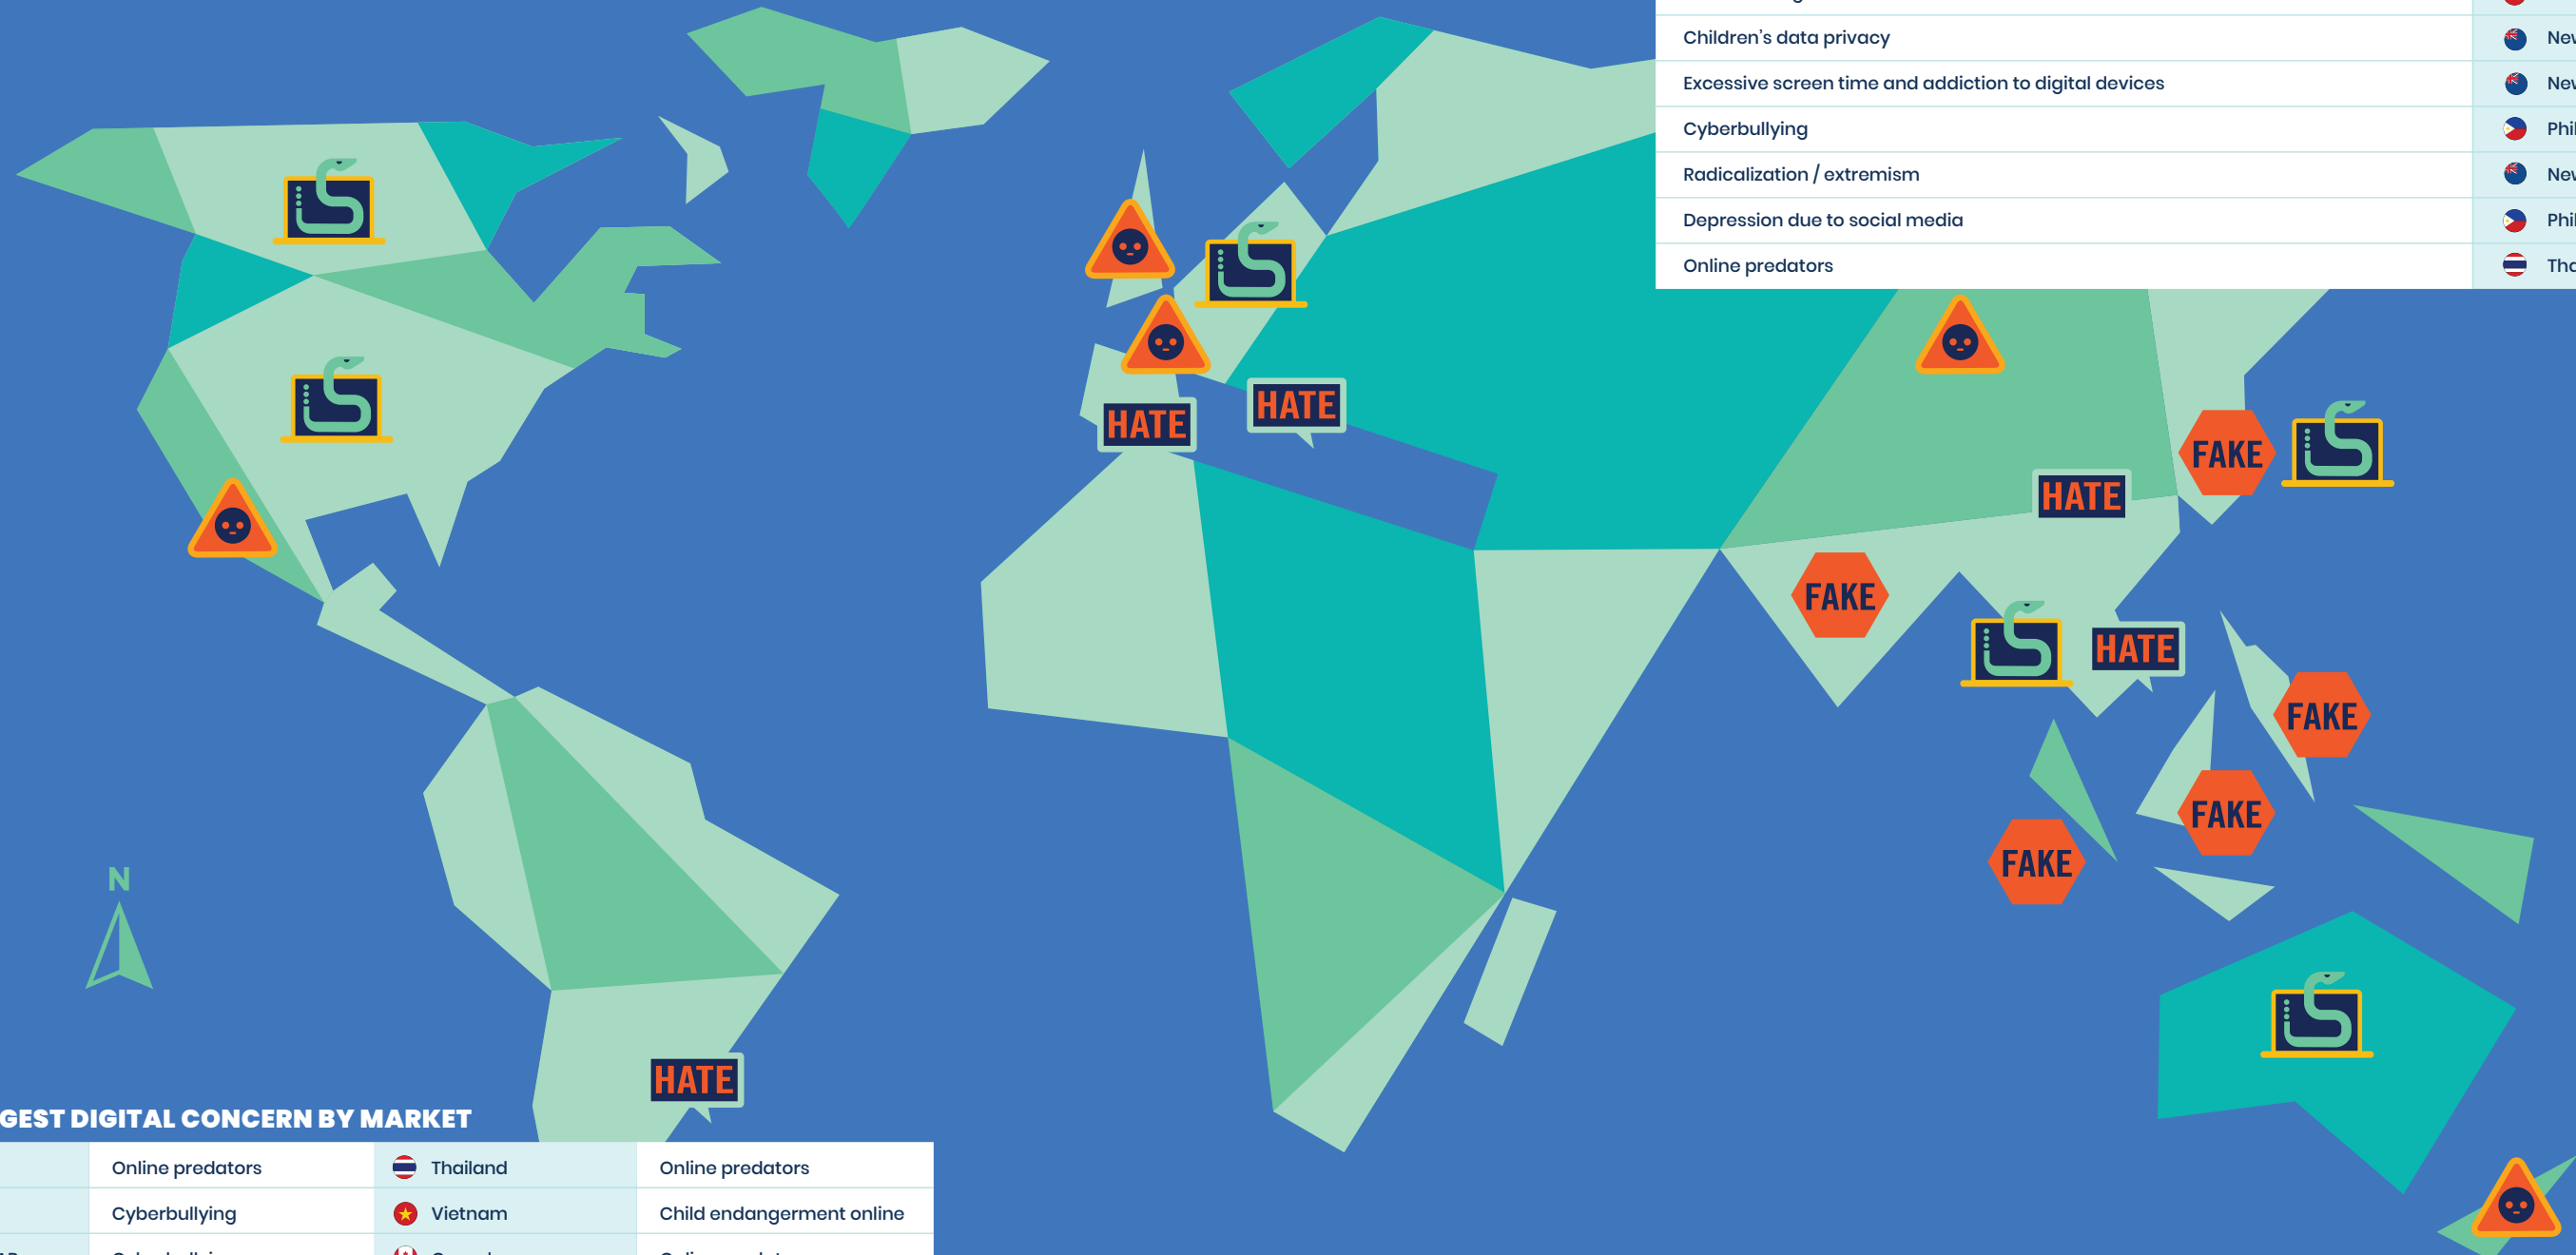 Children's data privacy
Excessive screen time and addiction to digital devices
Cyberbullying
Radicalization / extremism
Depression due to social media
Online predators
HATE
HATE
FAKE
HATE
FAKE
HATE
FAKE
FAKE
FAKE
N
HATE
GEST DIGITAL CONCERN BY MARKET
Online predators Thailand Online predators
Cyberbullying Vietnam Child endangerment online